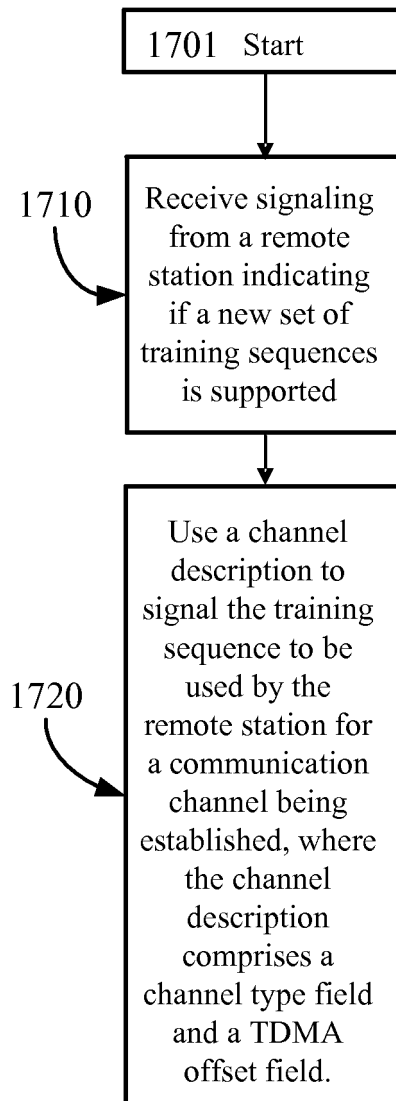 1701 Start
1710
Receive signaling
from a remote
station indicating
if a new set of
training sequences
is supported
1720
Use a channel
description to
signal the training
sequence to be
used by the
remote station for
a communication
channel being
established, where
the channel
description
comprises a
channel type field
and a TDMA
offset field.